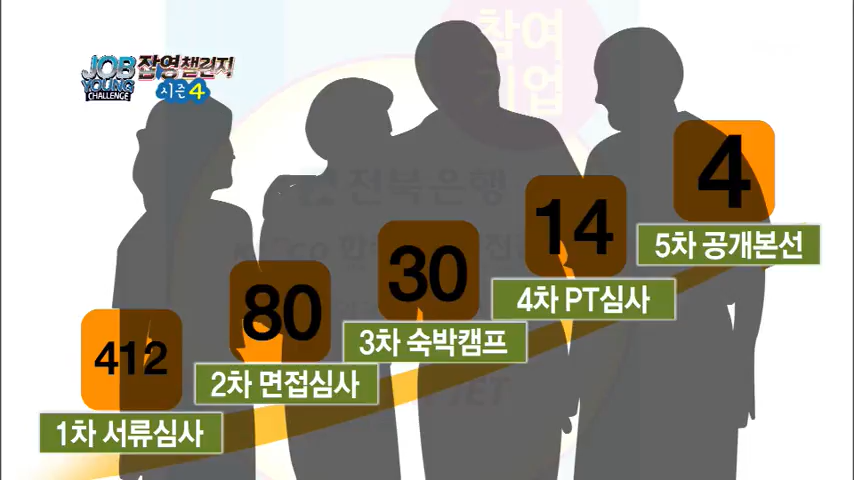 JOB
YOUNG
CHALLENGE
잡영챌린지
시즌4
참여
기업
전북은행
412
1차 서류심사
80
2차 면접심사
30
3차 숙박캠프
14
4차 PT심사
4
5차 공개본선